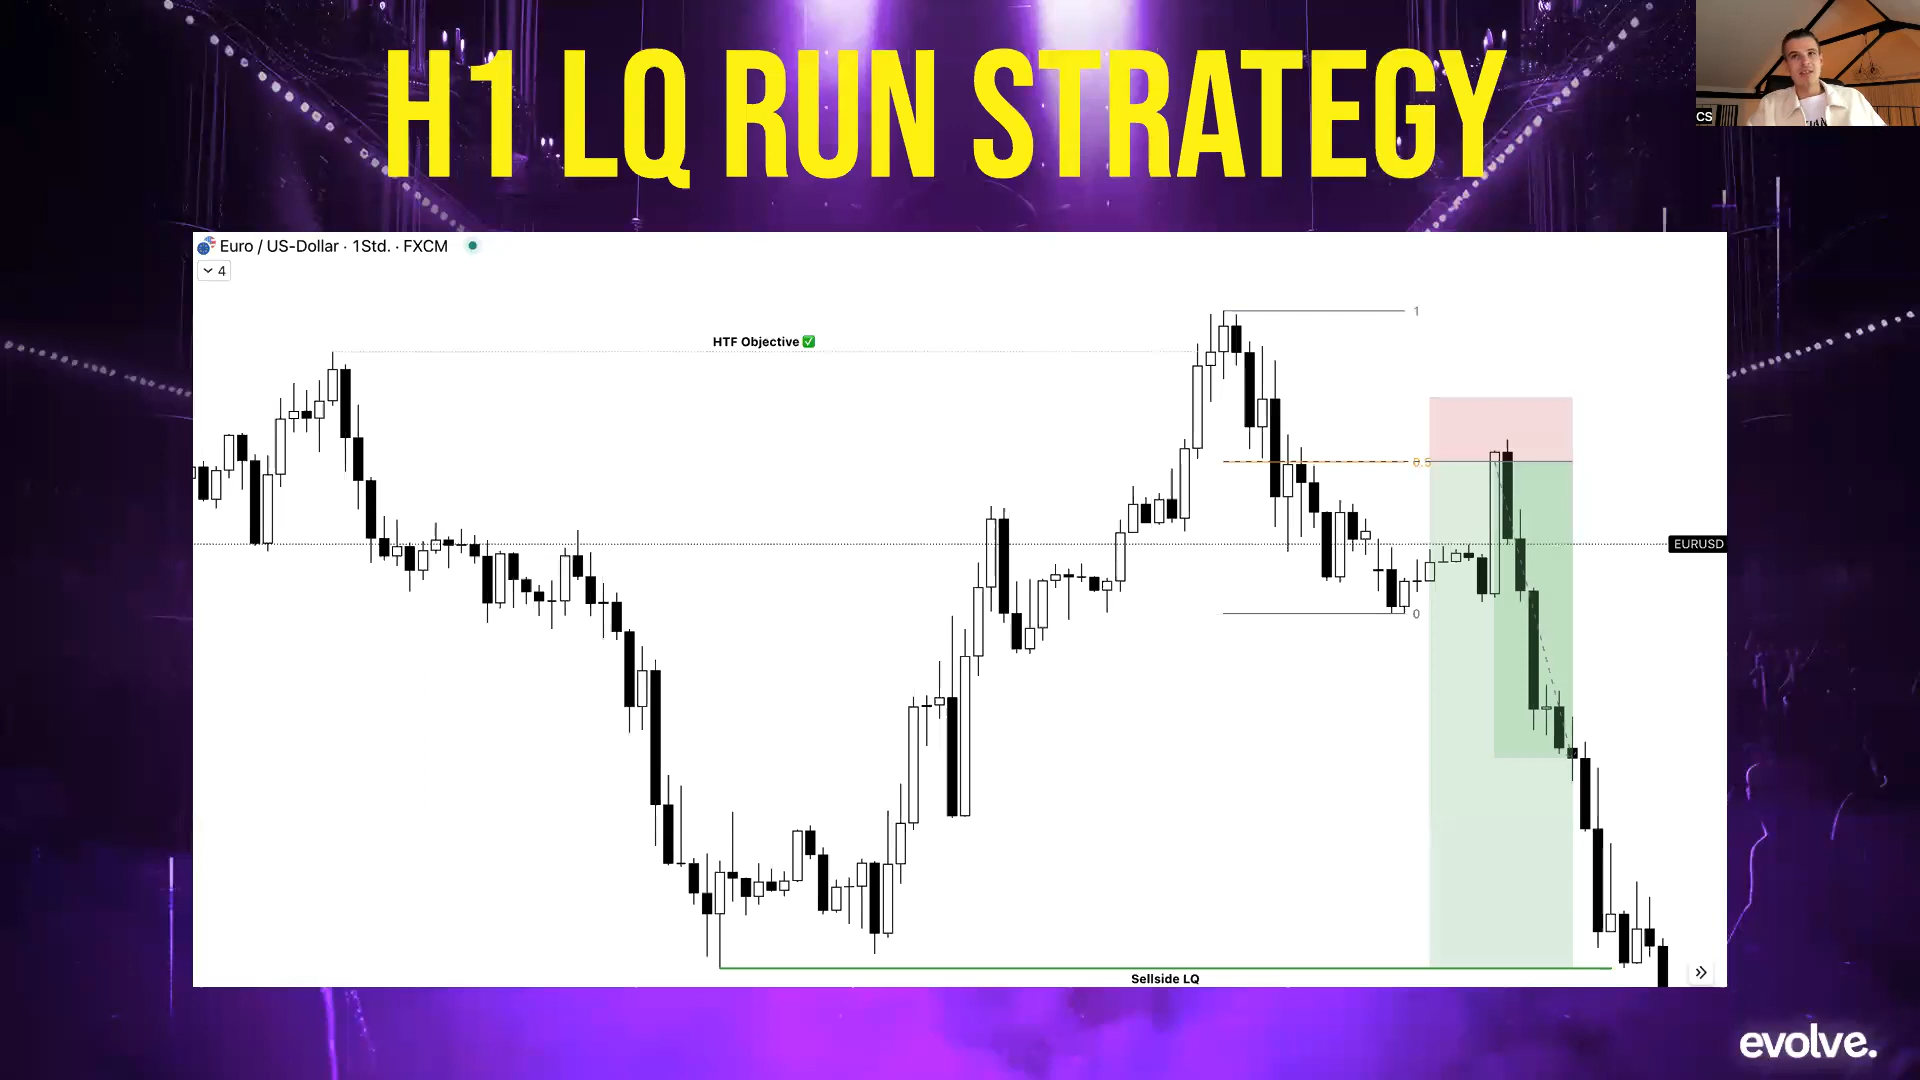 H1 LQ RUN STRATEGY
CS
Euro / US-Dollar · 1Std. · FXCM
4
1
HTF Objective ✅
0.5
EURUSD
0
Sellside LQ
evolve.